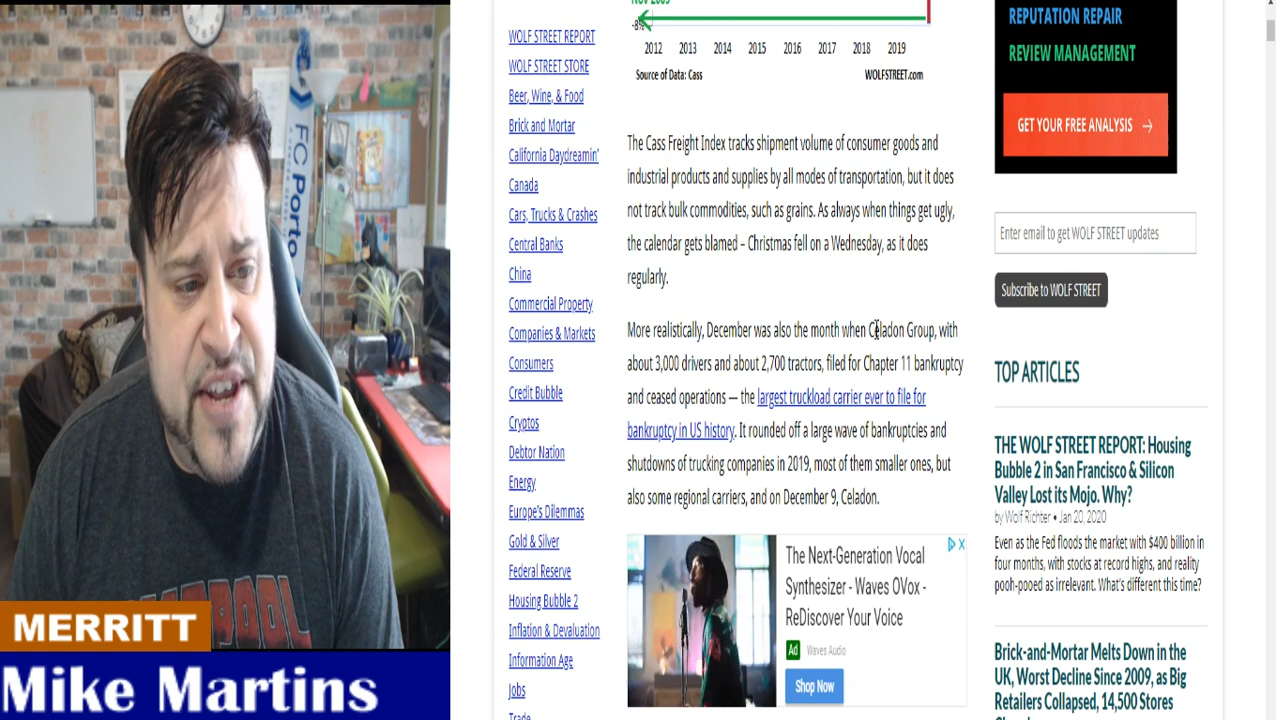 FC Porto
MERRITT
Mike Martins
WOLF STREET REPORT
WOLF STREET STORE
Beer, Wine, & Food
Brick and Mortar
California Daydreamin'
Canada
Cars, Trucks & Crashes
Central Banks
China
Commercial Property
Companies & Markets
Consumers
Credit Bubble
Cryptos
Debtor Nation
Energy
Europe's Dilemmas
Gold & Silver
Federal Reserve
Housing Bubble 2
Inflation & Devaluation
Information Age
Jobs
Trade
Nov 2009
-8%
2012 2013 2014 2015 2016 2017 2018 2019
Source of Data: Cass WOLFSTREET.com
The Cass Freight Index tracks shipment volume of consumer goods and
industrial products and supplies by all modes of transportation, but it does
not track bulk commodities, such as grains. As always when things get ugly,
the calendar gets blamed – Christmas fell on a Wednesday, as it does
regularly.
More realistically, December was also the month when Celadon Group, with
about 3,000 drivers and about 2,700 tractors, filed for Chapter 11 bankruptcy
and ceased operations — the largest truckload carrier ever to file for
bankruptcy in US history. It rounded off a large wave of bankruptcies and
shutdowns of trucking companies in 2019, most of them smaller ones, but
also some regional carriers, and on December 9, Celadon.
The Next-Generation Vocal
Synthesizer - Waves OVox -
ReDiscover Your Voice
Ad Waves Audio
Shop Now
REPUTATION REPAIR
REVIEW MANAGEMENT
GET YOUR FREE ANALYSIS →
Enter email to get WOLF STREET updates
Subscribe to WOLF STREET
TOP ARTICLES
THE WOLF STREET REPORT: Housing
Bubble 2 in San Francisco & Silicon
Valley Lost its Mojo. Why?
by Wolf Richter • Jan 20, 2020
Even as the Fed floods the market with $400 billion in
four months, with stocks at record highs, and reality
pooh-pooed as irrelevant. What's different this time?
Brick-and-Mortar Melts Down in the
UK, Worst Decline Since 2009, as Big
Retailers Collapsed, 14,500 Stores